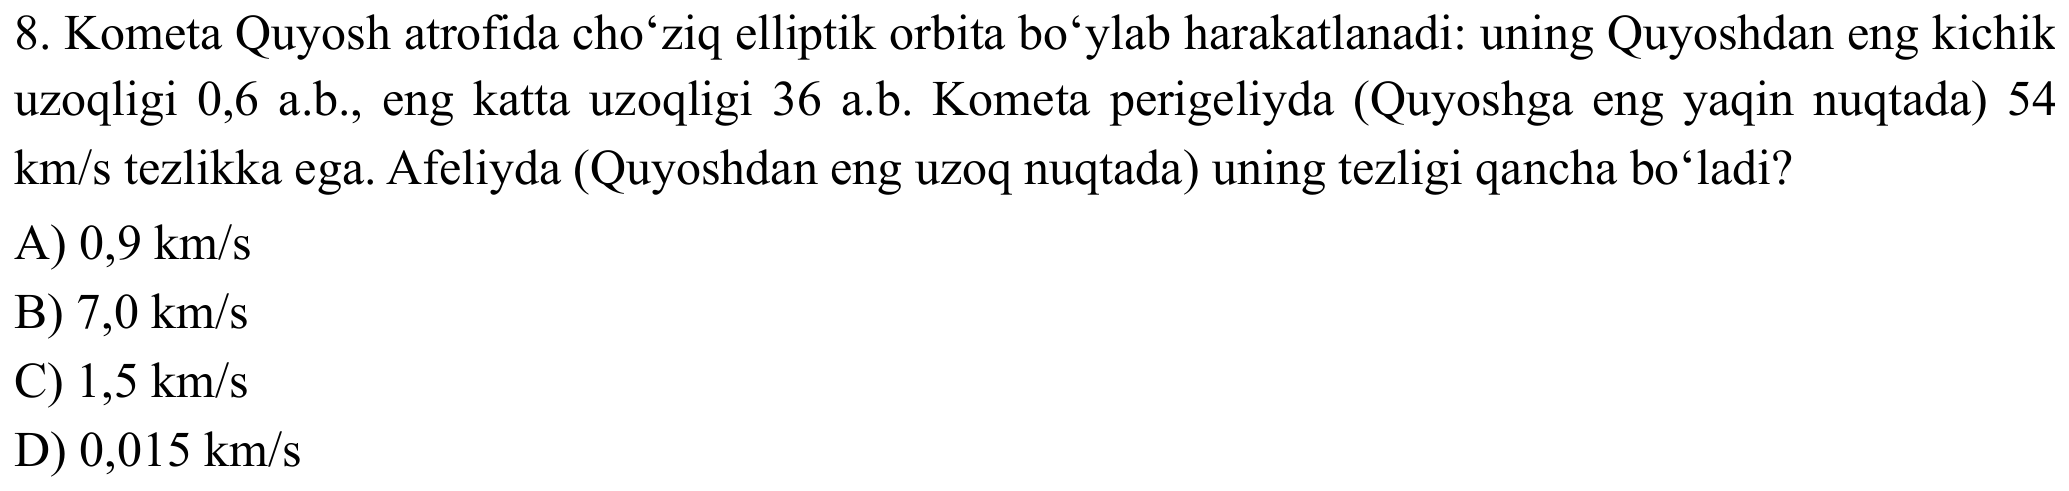 8. Kometa Quyosh atrofida cho‘ziq elliptik orbita bo‘ylab harakatlanadi: uning Quyoshdan eng kichik
uzoqligi 0,6 a.b., eng katta uzoqligi 36 a.b. Kometa perigeliyda (Quyoshga eng yaqin nuqtada) 54
km/s tezlikka ega. Afeliyda (Quyoshdan eng uzoq nuqtada) uning tezligi qancha bo‘ladi?
A) 0,9 km/s
B) 7,0 km/s
C) 1,5 km/s
D) 0,015 km/s